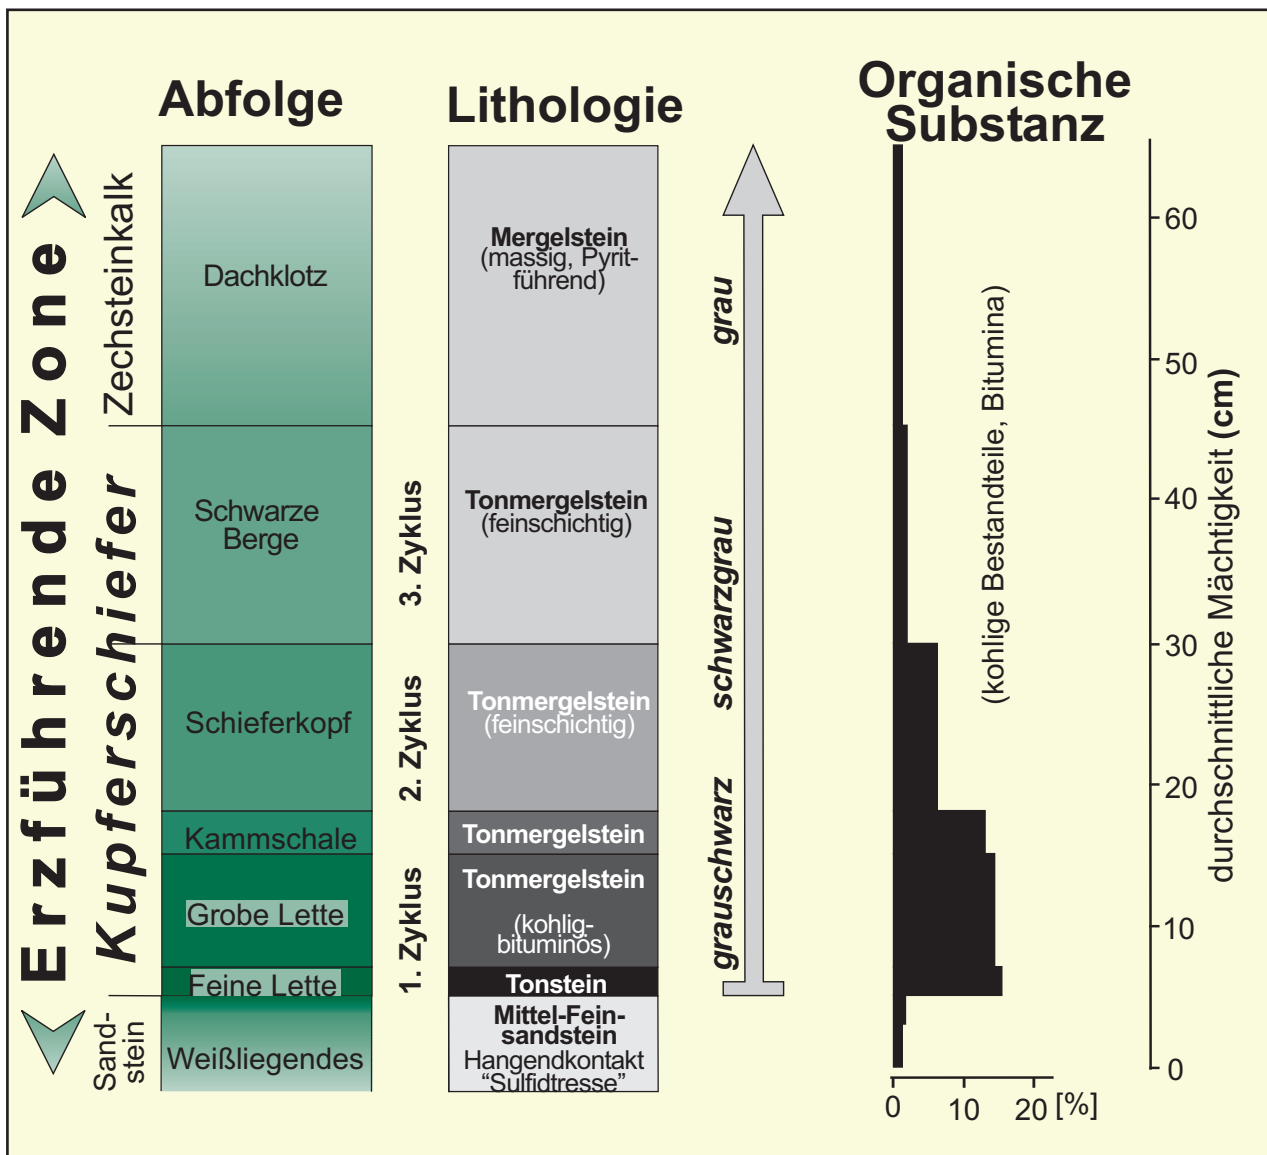 Abfolge
Lithologie
Organische
Substanz
Erzführende Zone
Zechsteinkalk
Kupferschiefer
Sand-
stein
Dachklotz
Schwarze
Berge
Schieferkopf
Kammschale
Grobe Lette
Feine Lette
Weißliegendes
3. Zyklus
2. Zyklus
1. Zyklus
Mergelstein
(massig, Pyrit-
führend)
Tonmergelstein
(feinschichtig)
Tonmergelstein
(feinschichtig)
Tonmergelstein
Tonmergelstein
(kohlig-
bituminös)
Tonstein
Mittel-Fein-
sandstein
Hangendkontakt
“Sulfidtresse”
grau
schwarzgrau
grauschwarz
(kohlige Bestandteile, Bitumina)
0 10 20 [%]
60
50
40
30
20
10
0
durchschnittliche Mächtigkeit (cm)